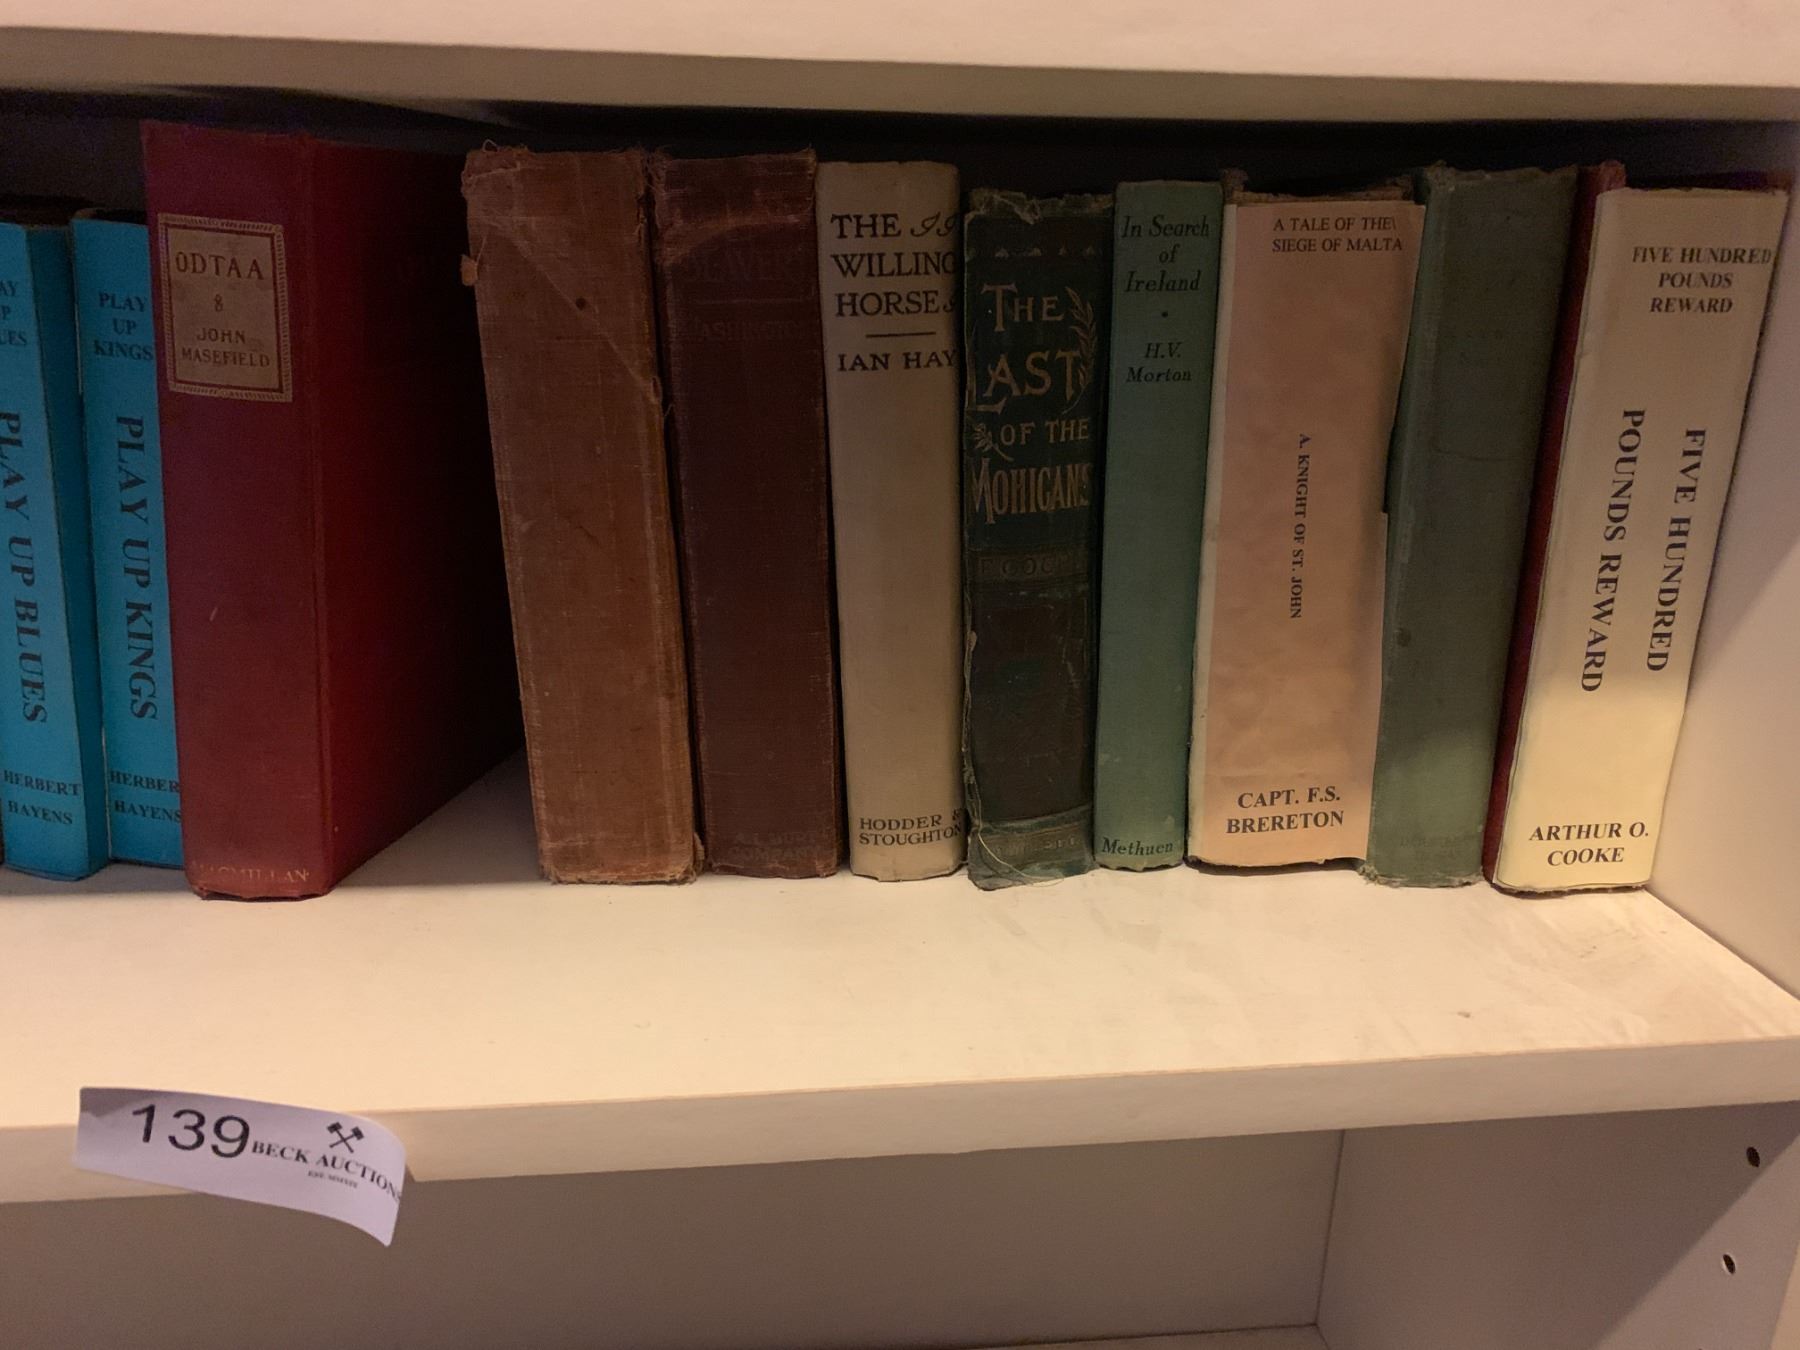 PLAY UP BLUES
HERBERT
HAYENS
PLAY
UP
KINGS
PLAY UP KINGS
HERBER
HAYENS
ODTAA
&
JOHN
MASEFIELD
MACMILLAN
THE
WILLING
HORSE
IAN HAY
HODDER &
STOUGHTON
THE
LAST
OF THE
MOHICANS
In Search
of
Ireland
H.V.
Morton
Methuen
A TALE OF THE
SIEGE OF MALTA
A KNIGHT OF ST. JOHN
CAPT. F.S.
BRERETON
FIVE HUNDRED
POUNDS
REWARD
FIVE HUNDRED
POUNDS REWARD
ARTHUR O.
COOKE
139
BECK AUCTIONS